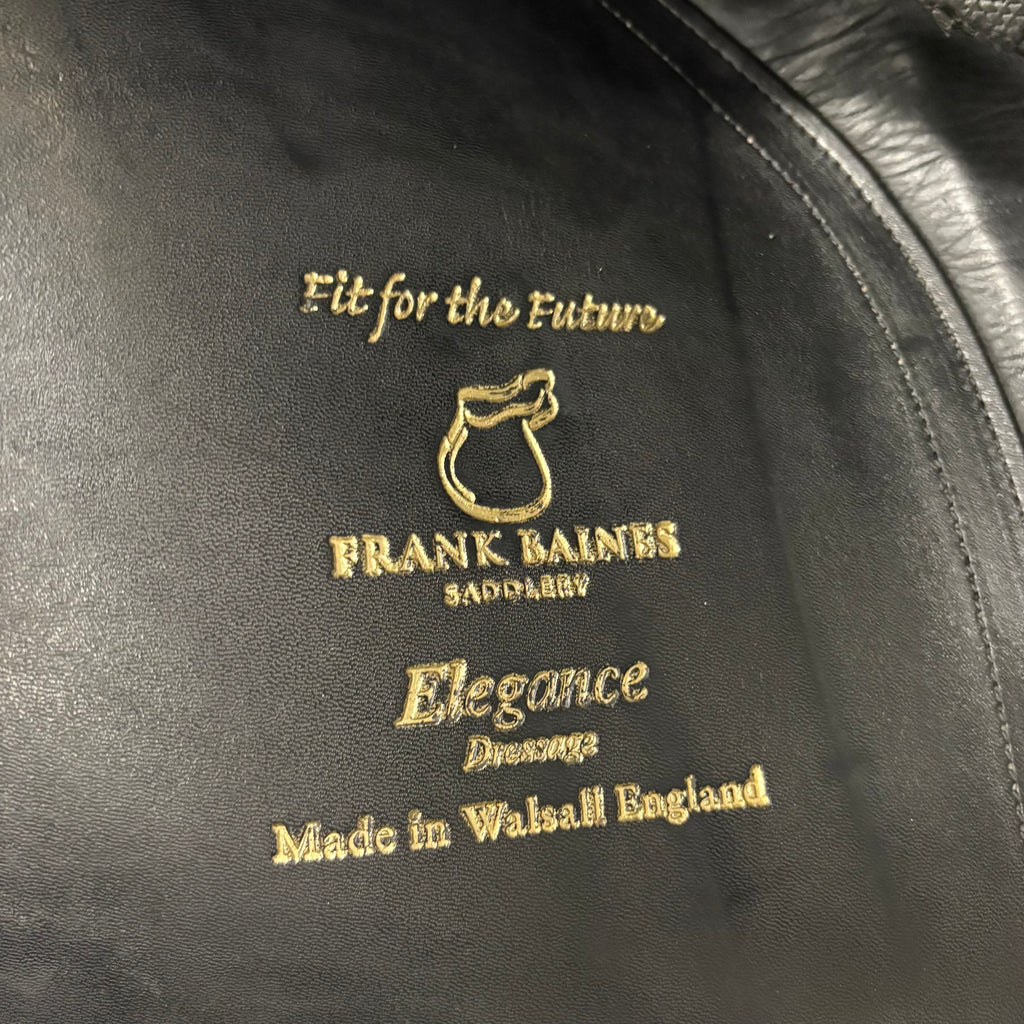 Fit for the Future
FRANK BAINES
SADDLERY
Elegance
Dressage
Made in Walsall England